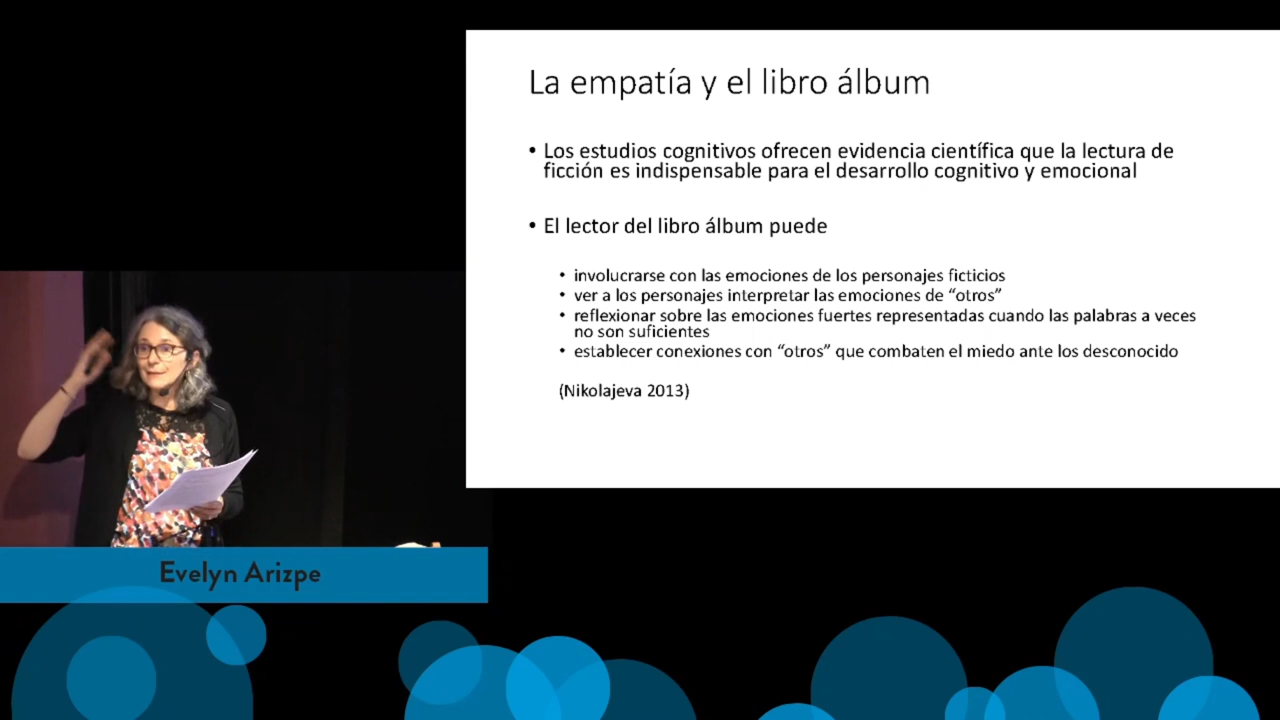 La empatía y el libro álbum
• Los estudios cognitivos ofrecen evidencia científica que la lectura de
ficción es indispensable para el desarrollo cognitivo y emocional
• El lector del libro álbum puede
• involucrarse con las emociones de los personajes ficticios
• ver a los personajes interpretar las emociones de “otros”
• reflexionar sobre las emociones fuertes representadas cuando las palabras a veces
no son suficientes
• establecer conexiones con “otros” que combaten el miedo ante los desconocido
(Nikolajeva 2013)
Evelyn Arizpe